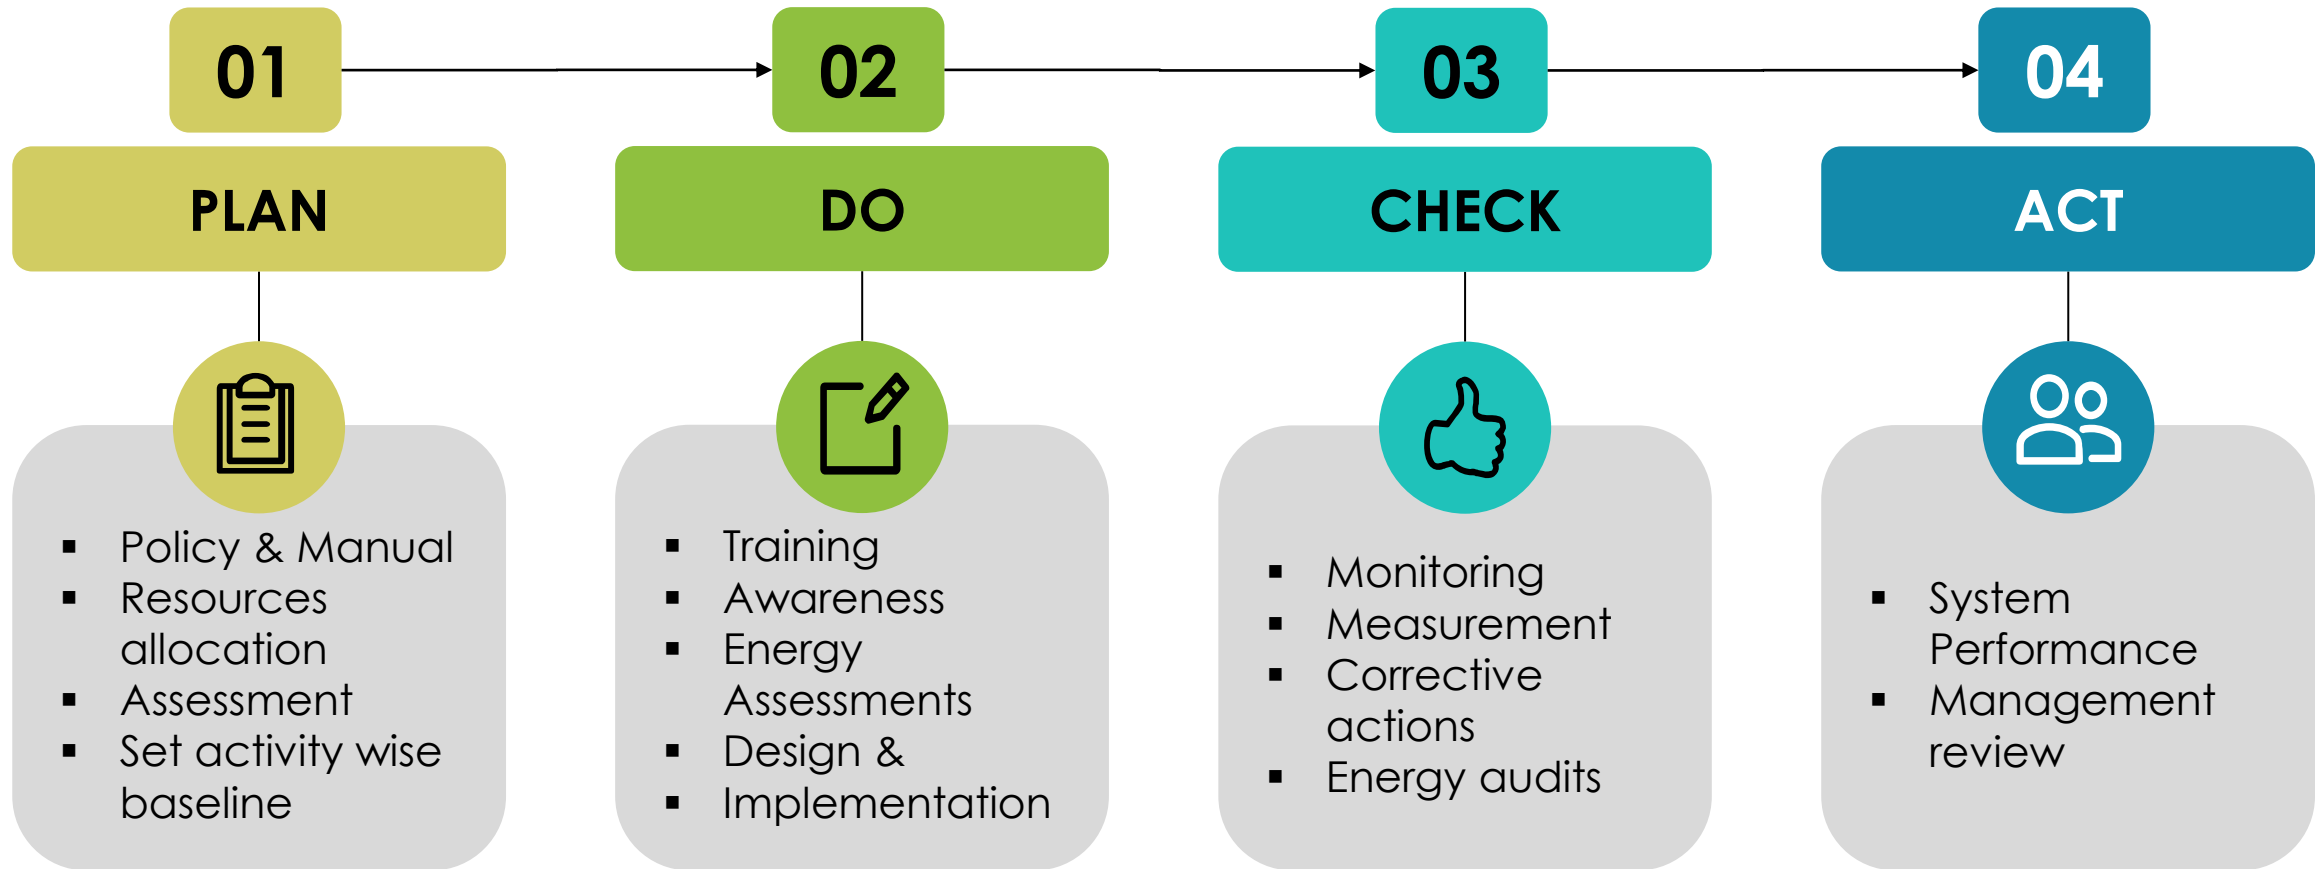 01
02
03
04
PLAN
DO
CHECK
ACT
▪ Policy & Manual
▪ Resources
allocation
▪ Assessment
▪ Set activity wise
baseline
▪ Training
▪ Awareness
▪ Energy
Assessments
▪ Design &
▪ Implementation
▪ Monitoring
▪ Measurement
▪ Corrective
actions
▪ Energy audits
▪ System
Performance
▪ Management
review